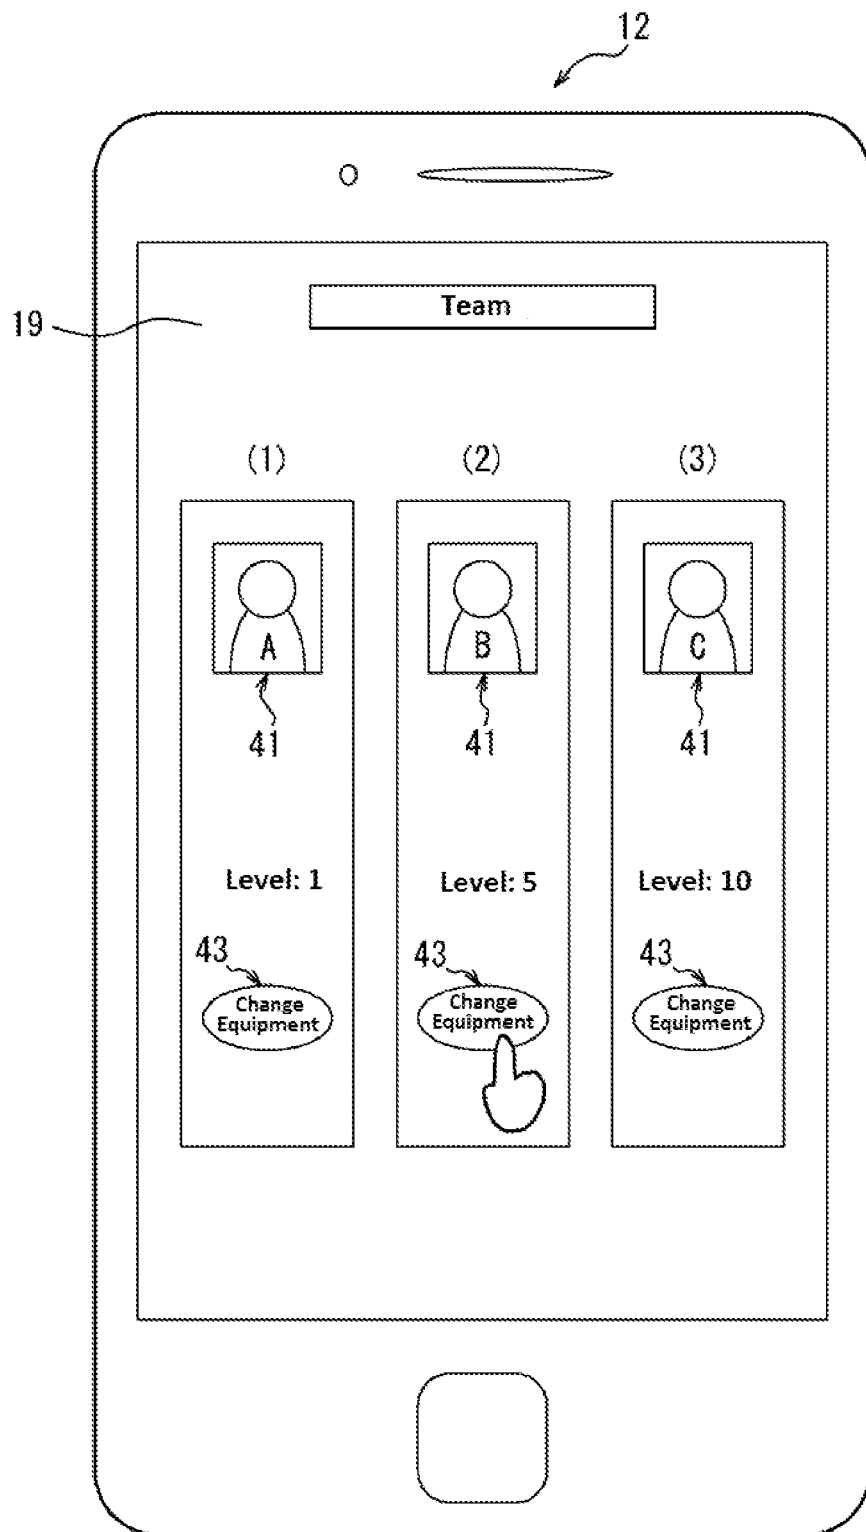 12
19
Team
(1) (2) (3)
A B C
41 41 41
Level: 1 Level: 5 Level: 10
43 43 43
Change Change Change
Equipment Equipment Equipment